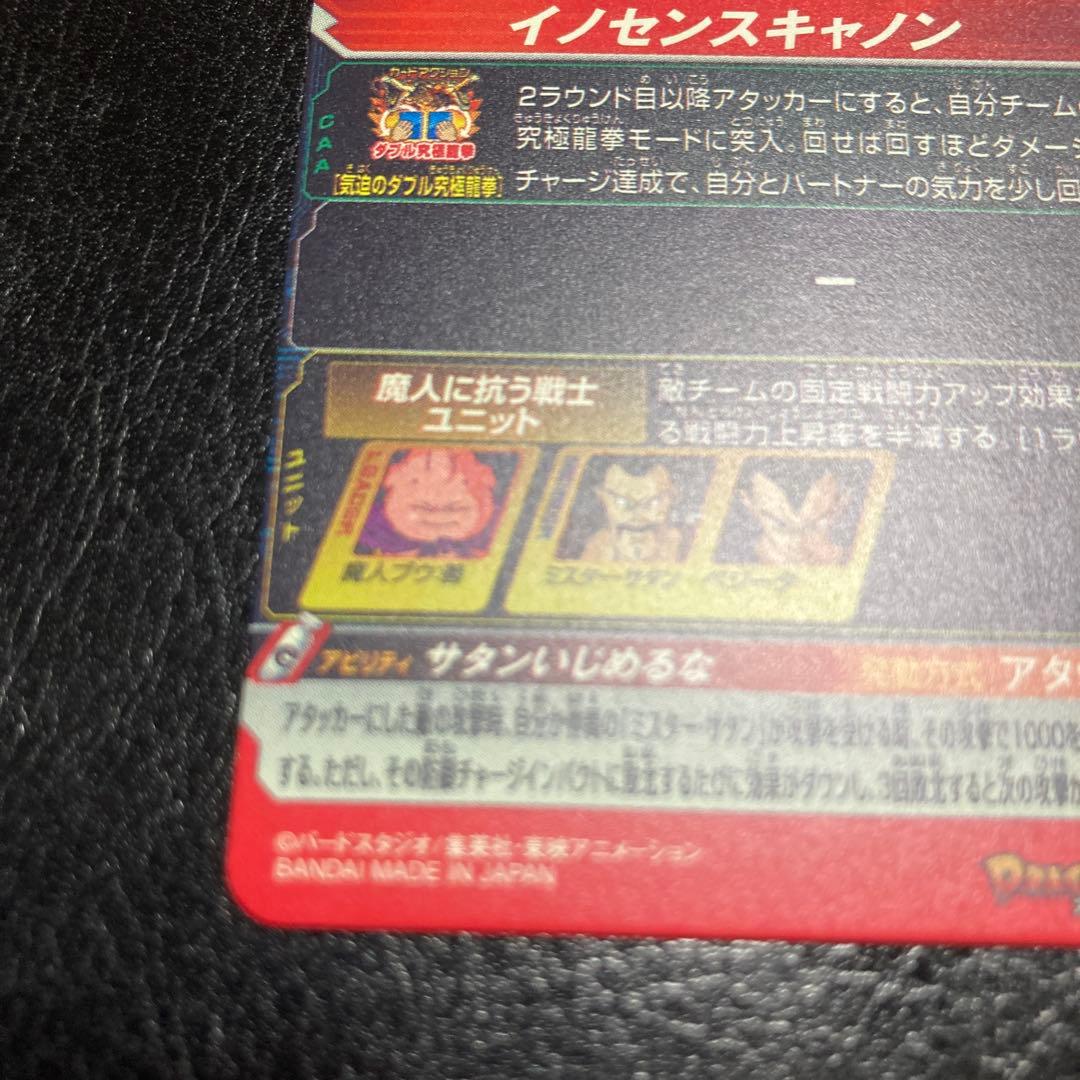 イノセンスキャノン
カードアクション
ダブル究極龍拳
CAA
[気迫のダブル究極龍拳]
2ラウンド目以降アタッカーにすると、自分チーム
究極龍拳モードに突入。回せば回すほどダメージ
チャージ達成で、自分とパートナーの気力を少し回
ー
ユニット
魔人に抗う戦士
ユニット
敵チームの固定戦闘力アップ効果
る戦闘力上昇率を半減する。[1ラ
LEADER
魔人ブウ:善
ミスター・サタン
ベジータ
アビリティ
サタンいじめるな
発動方式
アタ
アタッカーにした の攻撃時、自分か の「ミスター・サタン」が攻撃を受ける 、その攻撃で1000
する。ただし、その チャージインパクトに敗北するたびに効果がダウンし、3回敗北すると次の攻撃
©バードスタジオ/集英社・東映アニメーション
BANDAI MADE IN JAPAN